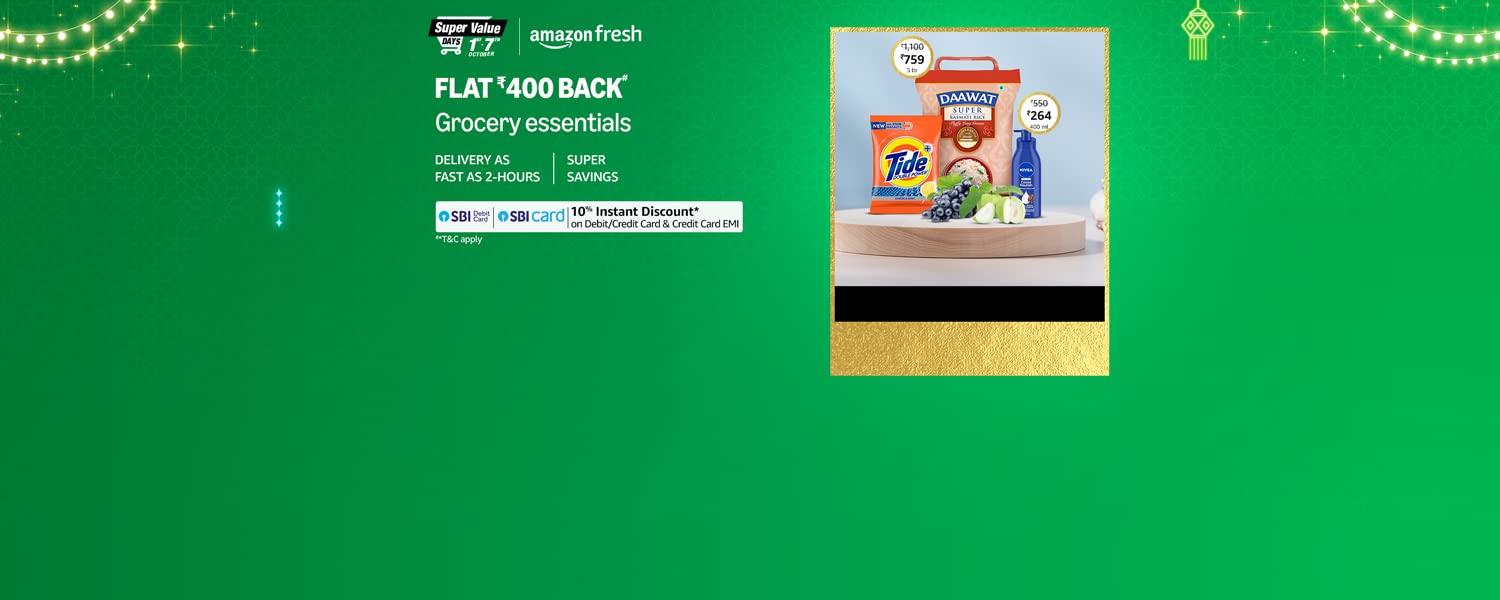 Super Value
DAYS 1ST-7TH
OCTOBER
amazon fresh
FLAT ₹400 BACK#
Grocery essentials
DELIVERY AS
FAST AS 2-HOURS
SUPER
SAVINGS
SBI Debit Card
SBI card
10% Instant Discount*
on Debit/Credit Card & Credit Card EMI
#*T&C apply
₹1,100
₹759
DAAWAT
SUPER
BASMATI RICE
₹550
₹264
400 ml
NEW
Tide
DOUBLE POWER
NIVEA